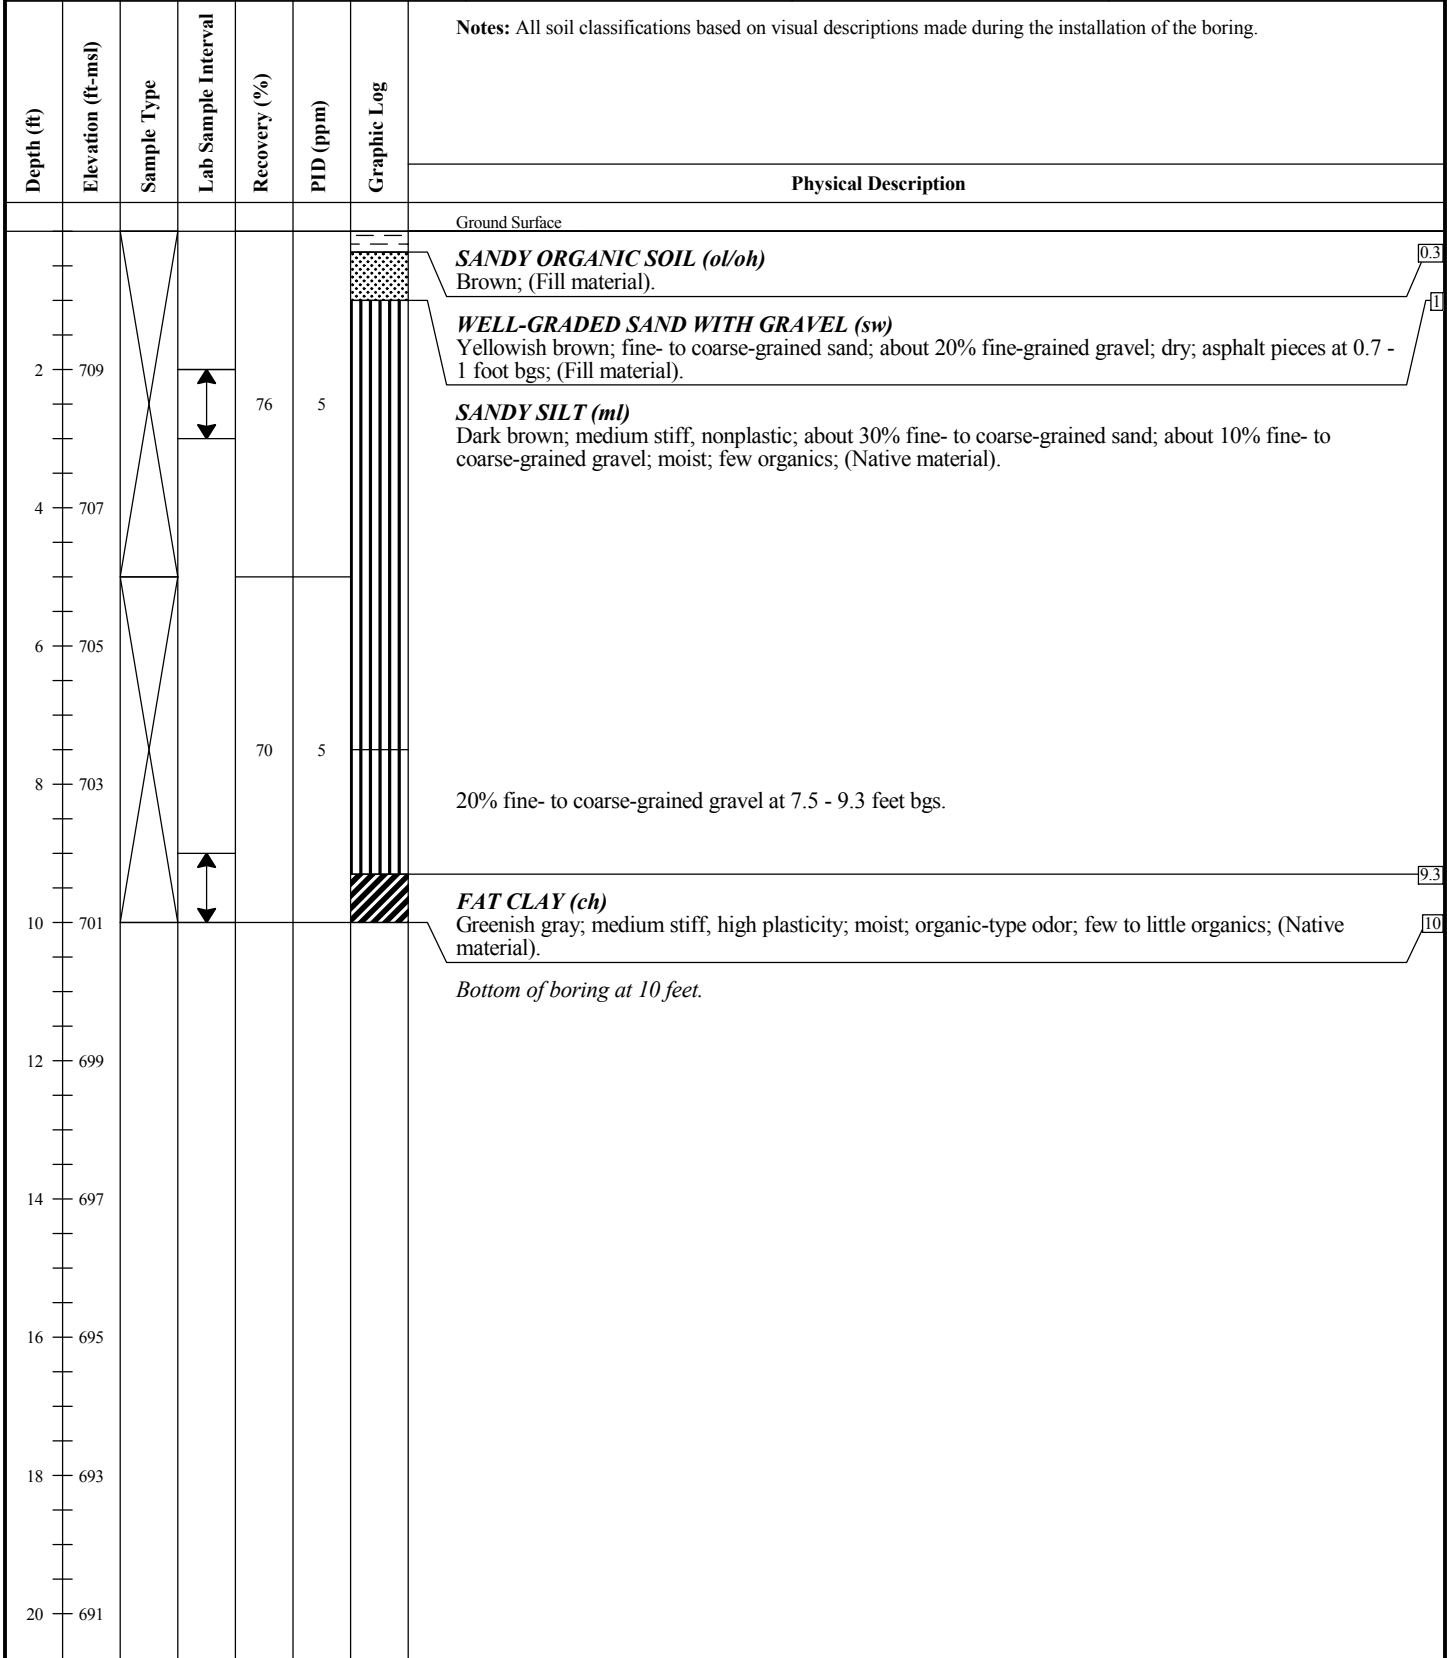 Notes: All soil classifications based on visual descriptions made during the installation of the boring.
Depth (ft)
Elevation (ft-msl)
Sample Type
Lab Sample Interval
Recovery (%)
PID (ppm)
Graphic Log
Physical Description
Ground Surface
SANDY ORGANIC SOIL (ol/oh)
0.3
Brown; (Fill material).
1
WELL-GRADED SAND WITH GRAVEL (sw)
Yellowish brown; fine- to coarse-grained sand; about 20% fine-grained gravel; dry; asphalt pieces at 0.7 -
1 foot bgs; (Fill material).
2 709
76 5
SANDY SILT (ml)
Dark brown; medium stiff, nonplastic; about 30% fine- to coarse-grained sand; about 10% fine- to
coarse-grained gravel; moist; few organics; (Native material).
4 707
6 705
70 5
8 703
20% fine- to coarse-grained gravel at 7.5 - 9.3 feet bgs.
9.3
FAT CLAY (ch)
10 701
Greenish gray; medium stiff, high plasticity; moist; organic-type odor; few to little organics; (Native
10
material).
Bottom of boring at 10 feet.
12 699
14 697
16 695
18 693
20 691